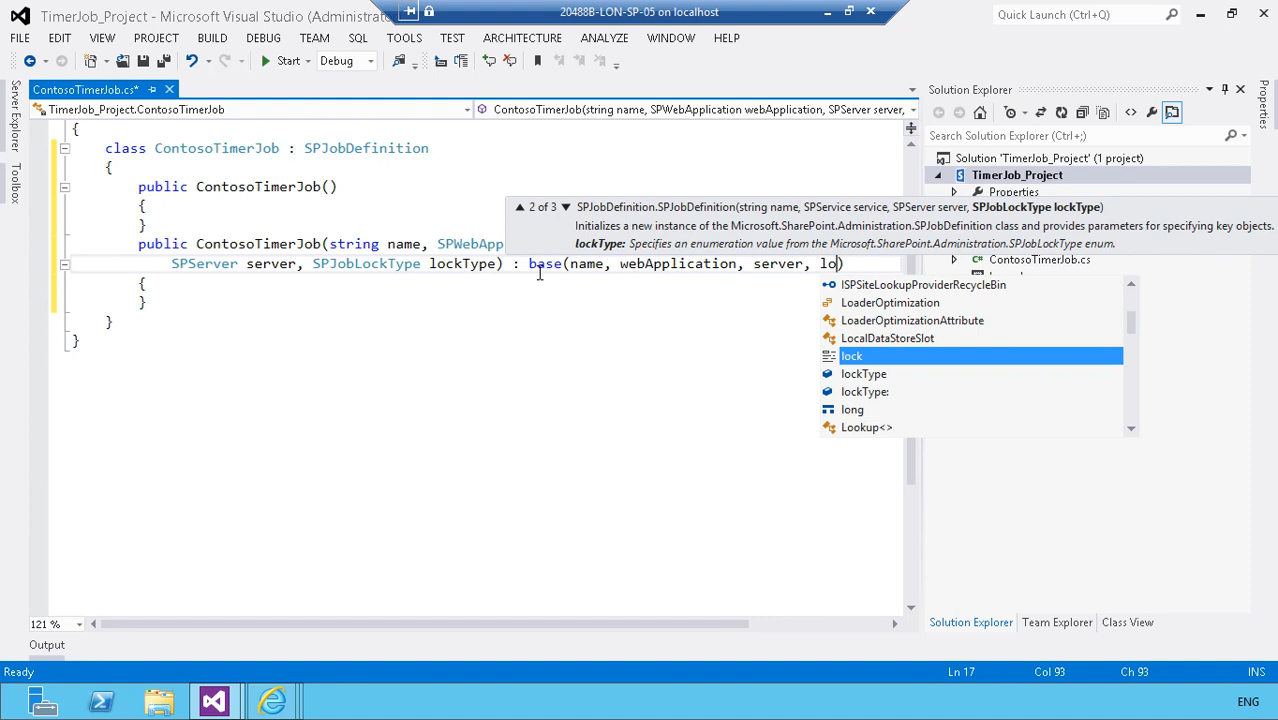 TimerJob_Project - Microsoft Visual Studio (Administrat
20488B-LON-SP-05 on localhost
Quick Launch (Ctrl+;)
FILE EDIT VIEW PROJECT BUILD DEBUG TEAM SQL TOOLS TEST ARCHITECTURE ANALYZE WINDOW HELP
Start Debug
Server Explorer
Toolbox
ContosoTimerJob.cs*
TimerJob_Project.ContosoTimerJob
ContosoTimerJob(string name, SPWebApplication webApplication, SPServer server,
{
class ContosoTimerJob : SPJobDefinition
{
public ContosoTimerJob()
{
}
public ContosoTimerJob(string name, SPWebApp
SPServer server, SPJobLockType lockType) : base(name, webApplication, server, lo)
{
}
}
}
2 of 3 SPJobDefinition.SPJobDefinition(string name, SPService service, SPServer server, SPJobLockType lockType)
Initializes a new instance of the Microsoft.SharePoint.Administration.SPJobDefinition class and provides parameters for specifying key objects.
lockType: Specifies an enumeration value from the Microsoft.SharePoint.Administration.SPJobLockType enum.
ISPSiteLookupProviderRecycleBin
LoaderOptimization
LoaderOptimizationAttribute
LocalDataStoreSlot
lock
lockType
lockType:
long
Lookup<>
Solution Explorer
Search Solution Explorer (Ctrl+;)
Solution 'TimerJob_Project' (1 project)
TimerJob_Project
Properties
ContosoTimerJob.cs
Properties
121 %
Solution Explorer Team Explorer Class View
Output
Ready
Ln 17 Col 93 Ch 93 INS
ENG